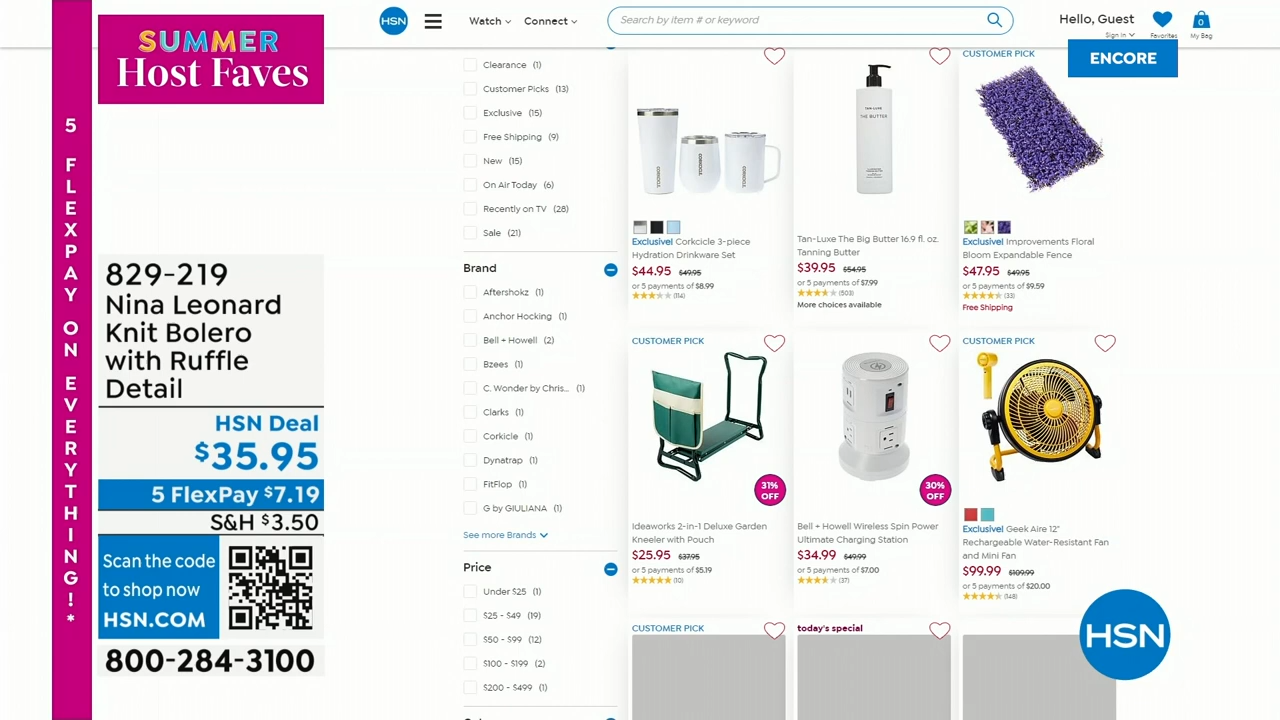 SUMMER
Host Faves
5 FLEXPAY ON EVERYTHING!*
829-219
Nina Leonard
Knit Bolero
with Ruffle
Detail
HSN Deal
$35.95
5 FlexPay $7.19
S&H $3.50
Scan the code
to shop now
HSN.COM
800-284-3100
HSN
Watch
Connect
Search by item # or keyword
Hello, Guest
Sign In
Favorites
0
My Bag
ENCORE
Clearance (1)
Customer Picks (13)
Exclusive (15)
Free Shipping (9)
New (15)
On Air Today (6)
Recently on TV (28)
Sale (21)
Brand
Aftershokz (1)
Anchor Hocking (1)
Bell + Howell (2)
Bzees (1)
C. Wonder by Chris... (1)
Clarks (1)
Corkcicle (1)
Dynatrap (1)
FitFlop (1)
G by GIULIANA (1)
See more Brands
Price
Under $25 (1)
$25 - $49 (19)
$50 - $99 (12)
$100 - $199 (2)
$200 - $499 (1)
CORKCICLE
CORKCICLE
CORKCICLE
Exclusive! Corkcicle 3-piece
Hydration Drinkware Set
$44.95 $49.95
or 5 payments of $8.99
(114)
TAN-LUXE
THE BUTTER
Tan-Luxe The Big Butter 16.9 fl. oz.
Tanning Butter
$39.95 $54.95
or 5 payments of $7.99
(503)
More choices available
CUSTOMER PICK
Exclusive! Improvements Floral
Bloom Expandable Fence
$47.95 $49.95
or 5 payments of $9.59
(33)
Free Shipping
CUSTOMER PICK
31%
OFF
Ideaworks 2-in-1 Deluxe Garden
Kneeler with Pouch
$25.95 $37.95
or 5 payments of $5.19
(10)
30%
OFF
Bell + Howell Wireless Spin Power
Ultimate Charging Station
$34.99 $49.99
or 5 payments of $7.00
(37)
CUSTOMER PICK
Exclusive! Geek Aire 12"
Rechargeable Water-Resistant Fan
and Mini Fan
$99.99 $109.99
or 5 payments of $20.00
(148)
CUSTOMER PICK
today's special
HSN